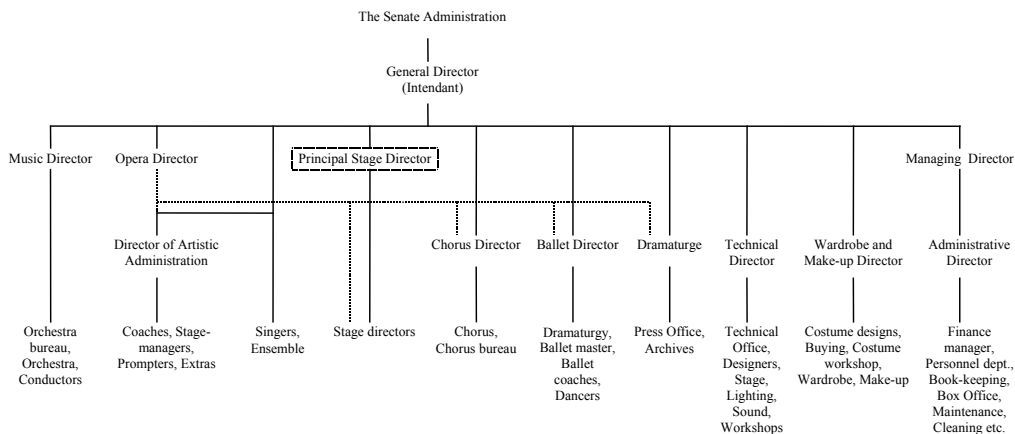 The Senate Administration
General Director
(Intendant)
Music Director
Opera Director
Principal Stage Director
Managing Director
Director of Artistic
Administration
Chorus Director
Ballet Director
Dramaturge
Technical
Director
Wardrobe and
Make-up Director
Administrative
Director
Orchestra
bureau,
Orchestra,
Conductors
Coaches, Stage-
managers,
Prompters, Extras
Singers,
Ensemble
Stage directors
Chorus,
Chorus bureau
Dramaturgy,
Ballet master,
Ballet
coaches,
Dancers
Press Office,
Archives
Technical
Office,
Designers,
Stage,
Lighting,
Sound,
Workshops
Costume designs,
Buying, Costume
workshop,
Wardrobe, Make-up
Finance
manager,
Personnel dept.,
Book-keeping,
Box Office,
Maintenance,
Cleaning etc.